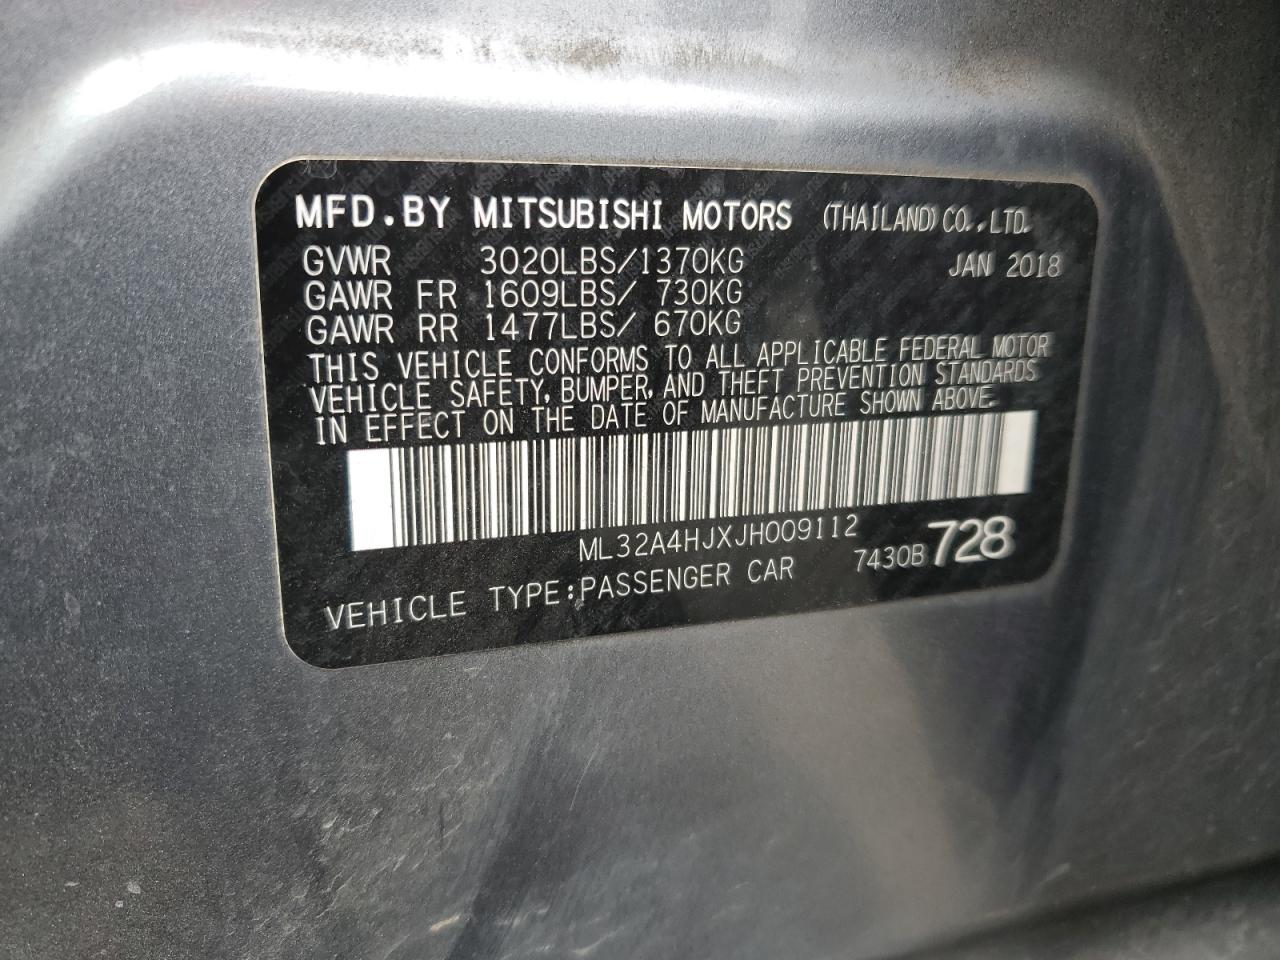 MFD.BY MITSUBISHI MOTORS (THAILAND) CO.,LTD.
GVWR 3020LBS/1370KG JAN 2018
GAWR FR 1609LBS/ 730KG
GAWR RR 1477LBS/ 670KG
THIS VEHICLE CONFORMS TO ALL APPLICABLE FEDERAL MOTOR
VEHICLE SAFETY, BUMPER, AND THEFT PREVENTION STANDARDS
IN EFFECT ON THE DATE OF MANUFACTURE SHOWN ABOVE.
ML32A4HJXJH009112
VEHICLE TYPE:PASSENGER CAR 7430B 728